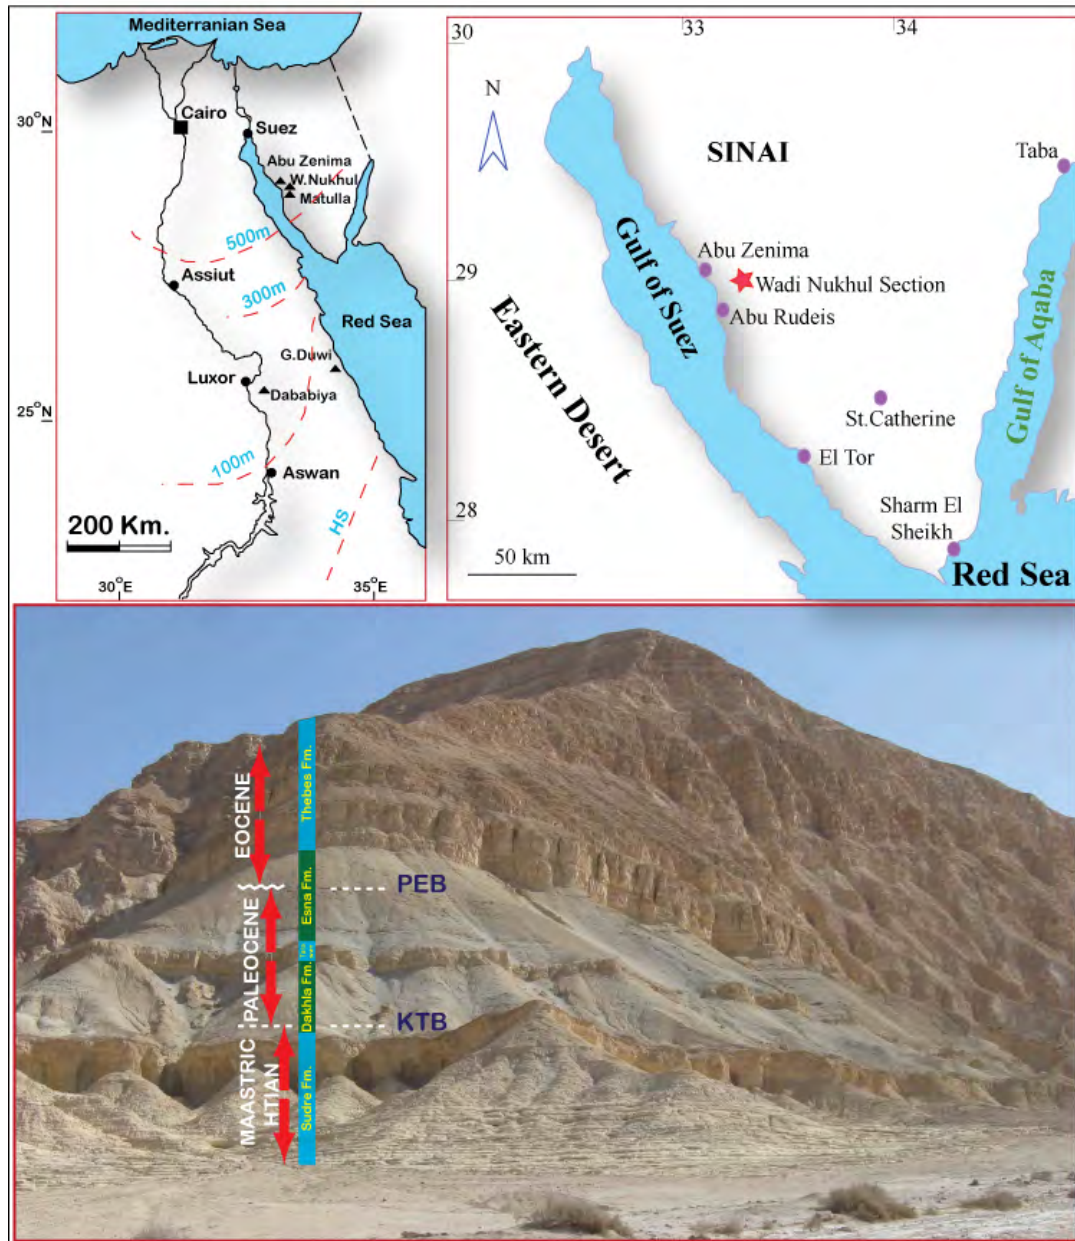 Mediterranean Sea
30°N
Cairo
Suez
Abu Zenima
W.Nukhul
Matulla
500m
Assiut
300m
Red Sea
G.Duwi
Luxor
Dababiya
25°N
100m
Aswan
200 Km.
HS
30°E
35°E
30
33
34
N
SINAI
Taba
Gulf of Suez
Abu Zenima
29
Wadi Nukhul Section
Abu Rudeis
Gulf of Aqaba
Eastern Desert
St.Catherine
El Tor
28
Sharm El
Sheikh
50 km
Red Sea
EOCENE
Thebes Fm.
PEB
Esna Fm.
PALEOCENE
Dakhla Fm.
KTB
MAASTRIC
HTIAN
Sudre Fm.